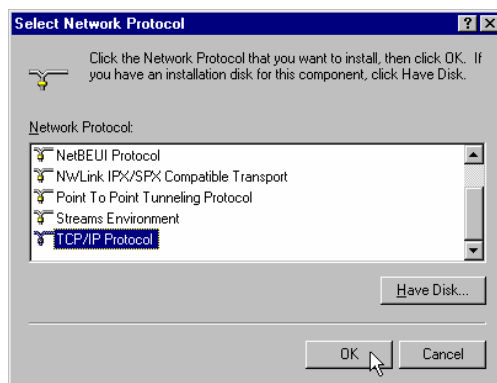 Select Network Protocol
Click the Network Protocol that you want to install, then click OK. If
you have an installation disk for this component, click Have Disk.
Network Protocol:
NetBEUI Protocol
NWLink IPX/SPX Compatible Transport
Point To Point Tunneling Protocol
Streams Environment
TCP/IP Protocol
Have Disk...
OK
Cancel